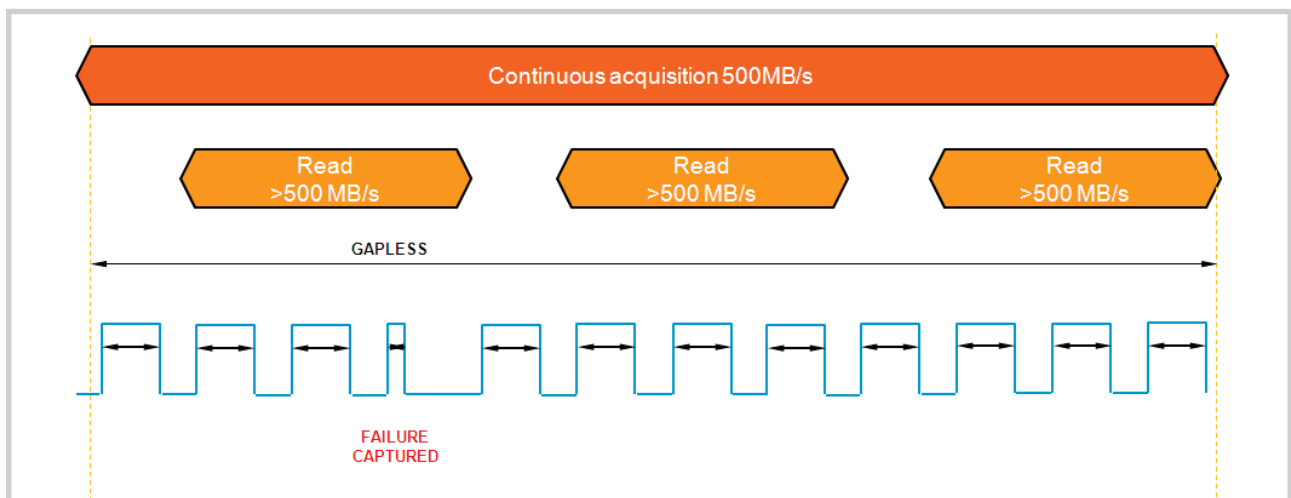 Continuous acquisition 500MB/s
Read
>500 MB/s
Read
>500 MB/s
Read
>500 MB/s
GAPLESS
FAILURE
CAPTURED